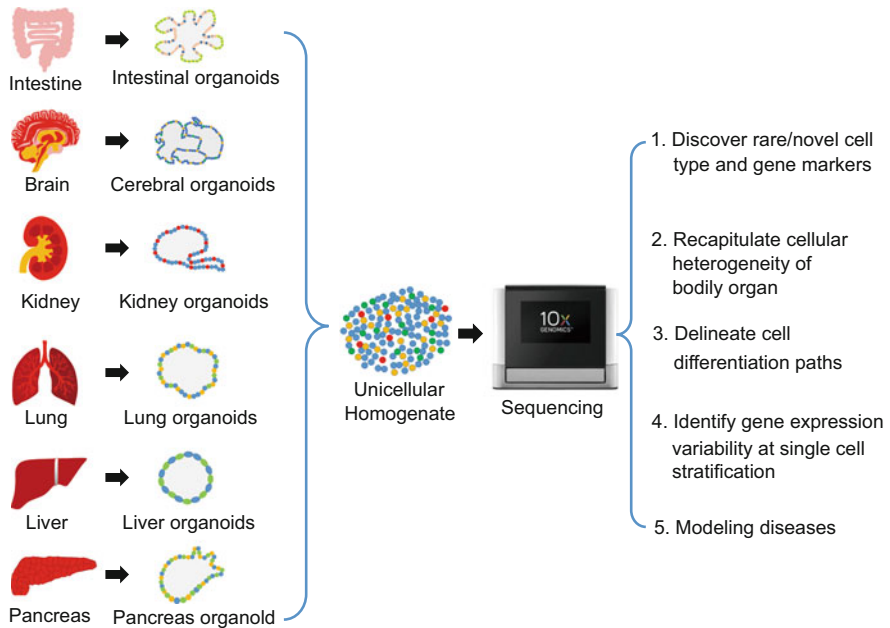 Intestine
Intestinal organoids
Brain
Cerebral organoids
Kidney
Kidney organoids
Lung
Lung organoids
Liver
Liver organoids
Pancreas
Pancreas organold
Unicellular
Homogenate
10x
GENOMICS
Sequencing
1. Discover rare/novel cell
type and gene markers
2. Recapitulate cellular
heterogeneity of
bodily organ
3. Delineate cell
differentiation paths
4. Identify gene expression
variability at single cell
stratification
5. Modeling diseases